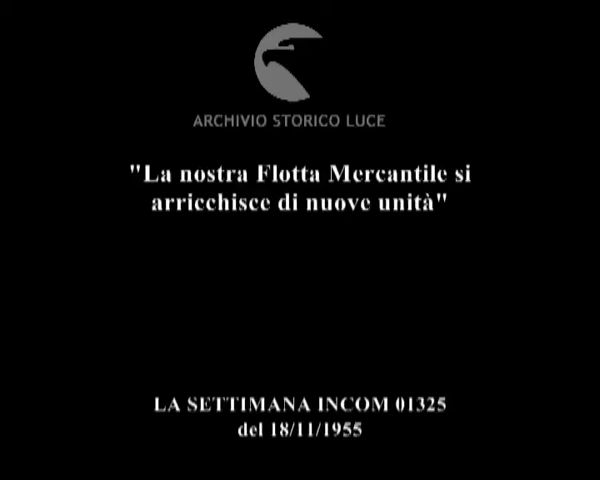 ARCHIVIO STORICO LUCE
"La nostra Flotta Mercantile si
arricchisce di nuove unità"
LA SETTIMANA INCOM 01325
del 18/11/1955